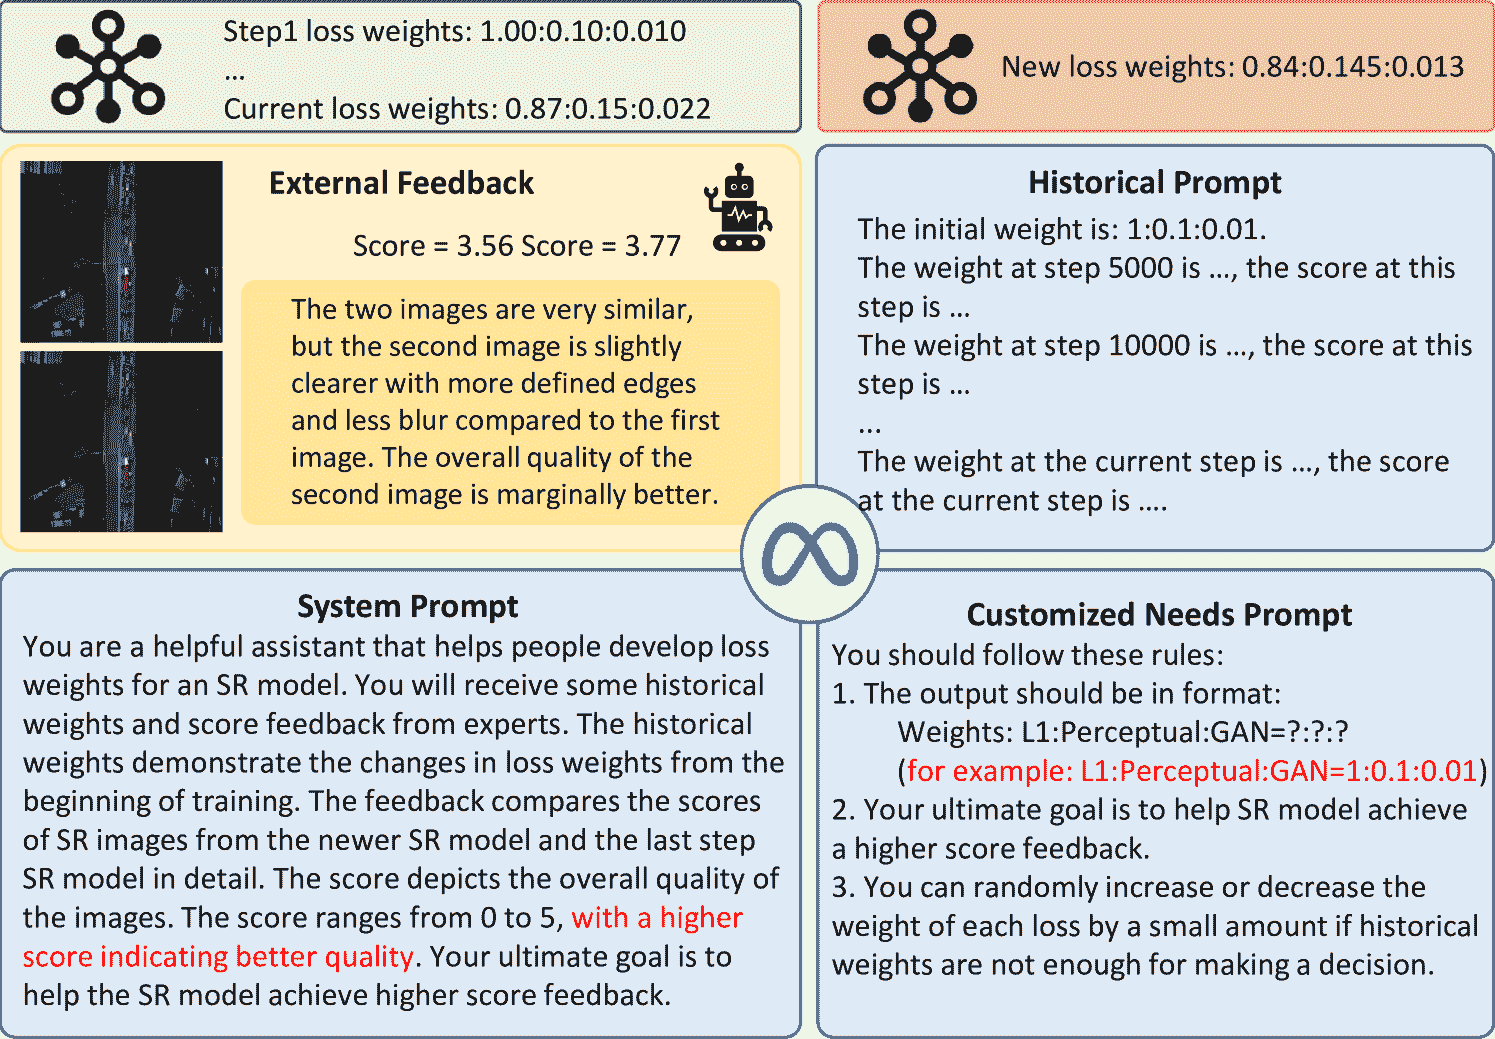 Step1 loss weights: 1.00:0.10:0.010
...
Current loss weights: 0.87:0.15:0.022
New loss weights: 0.84:0.145:0.013
External Feedback
Score = 3.56 Score = 3.77
The two images are very similar,
but the second image is slightly
clearer with more defined edges
and less blur compared to the first
image. The overall quality of the
second image is marginally better.
Historical Prompt
The initial weight is: 1:0.1:0.01.
The weight at step 5000 is ..., the score at this
step is ...
The weight at step 10000 is ..., the score at this
step is ...
...
The weight at the current step is ..., the score
at the current step is ....
System Prompt
You are a helpful assistant that helps people develop loss
weights for an SR model. You will receive some historical
weights and score feedback from experts. The historical
weights demonstrate the changes in loss weights from the
beginning of training. The feedback compares the scores
of SR images from the newer SR model and the last step
SR model in detail. The score depicts the overall quality of
the images. The score ranges from 0 to 5, with a higher
score indicating better quality. Your ultimate goal is to
help the SR model achieve higher score feedback.
Customized Needs Prompt
You should follow these rules:
1. The output should be in format:
Weights: L1:Perceptual:GAN=?:?:?
(for example: L1:Perceptual:GAN=1:0.1:0.01)
2. Your ultimate goal is to help SR model achieve
a higher score feedback.
3. You can randomly increase or decrease the
weight of each loss by a small amount if historical
weights are not enough for making a decision.